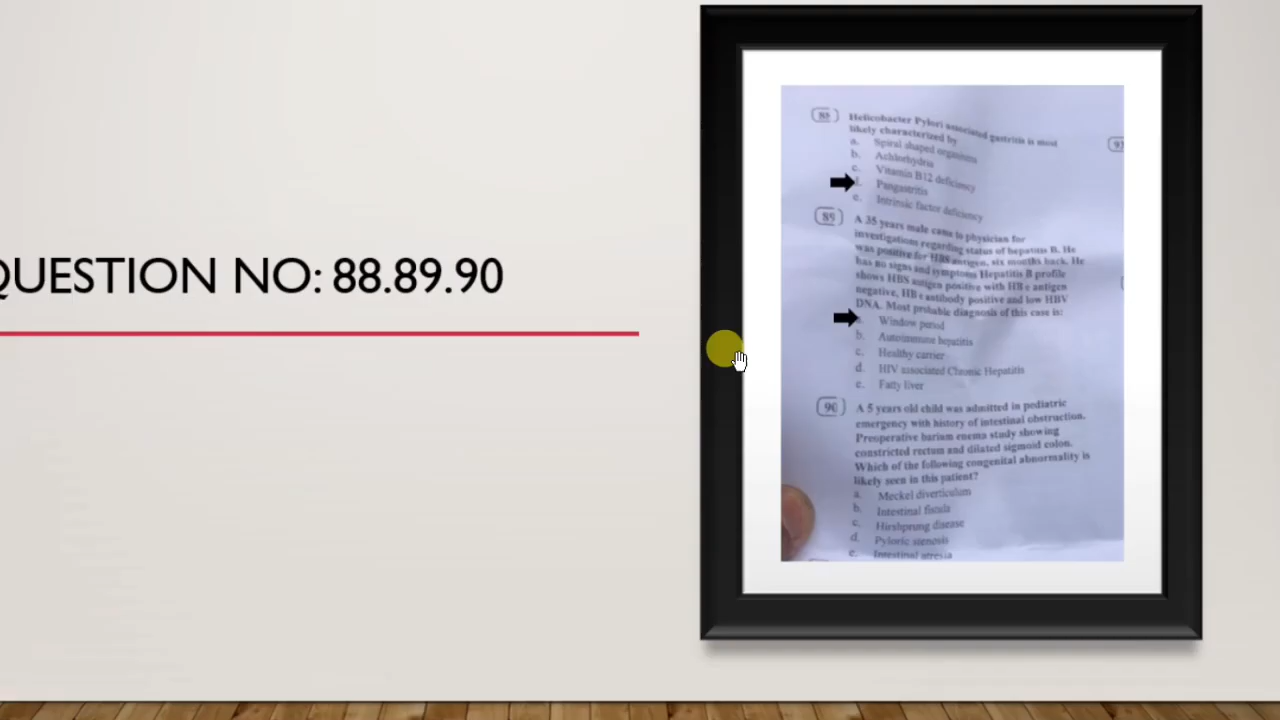 QUESTION NO: 88.89.90
88 Helicobacter Pylori associated gastritis is most
likely characterized by
a. Spiral shaped organisms
b. Achlorhydria
c. Vitamin B12 deficiency
d. Pangastritis
e. Intrinsic factor deficiency
89 A 35 years male came to physician for
investigations regarding status of hepatitis B. He
was positive for HBS antigen, six months back, He
has no signs and symptoms Hepatitis B profile
shows HBS antigen positive with HB e antigen
negative, HB e antibody positive and low HBV
DNA. Most probable diagnosis of this case is:
a. Window period
b. Autoimmune hepatitis
c. Healthy carrier
d. HIV associated Chronic Hepatitis
e. Fatty liver
90 A 5 years old child was admitted in pediatric
emergency with history of intestinal obstruction.
Preoperative barium enema study showing
constricted rectum and dilated sigmoid colon.
Which of the following congenital abnormality is
likely seen in this patient?
a. Meckel diverticulum
b. Intestinal fistula
c. Hirshprung disease
d. Pyloric stenosis
e. Intestinal atresia